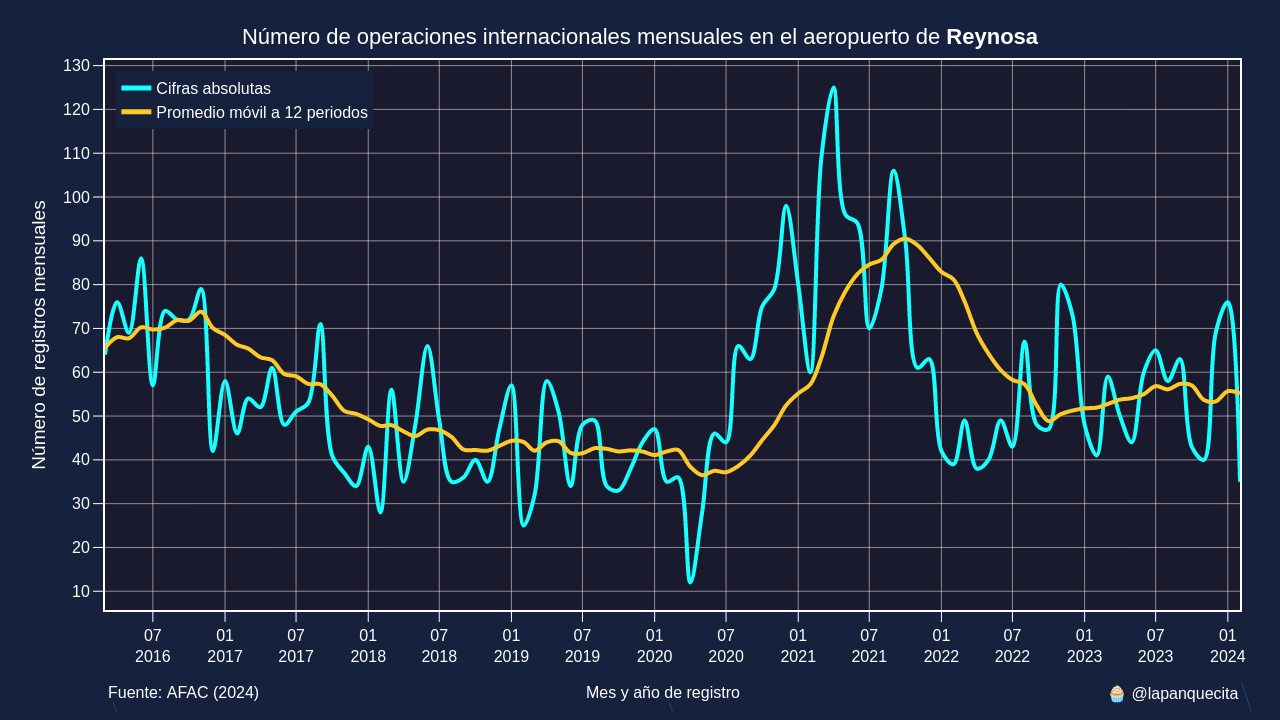 Número de operaciones internacionales mensuales en el aeropuerto de Reynosa
Cifras absolutas
Promedio móvil a 12 periodos
Número de registros mensuales
130
120
110
100
90
80
70
60
50
40
30
20
10
07 01 07 01 07 01 07 01 07 01 07 01 07 01 07 01
2016 2017 2017 2018 2018 2019 2019 2020 2020 2021 2021 2022 2022 2023 2023 2024
Fuente: AFAC (2024) Mes y año de registro 🧁 @lapanquecita